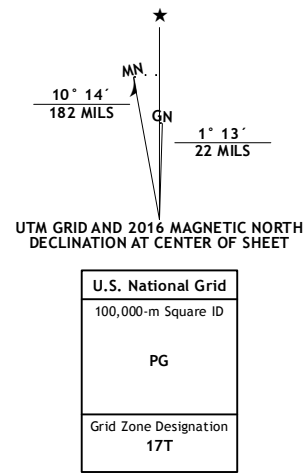 ★
MN
GN
10° 14´
182 MILS
1° 13´
22 MILS
UTM GRID AND 2016 MAGNETIC NORTH
DECLINATION AT CENTER OF SHEET
U.S. National Grid
100,000-m Square ID
PG
Grid Zone Designation
17T